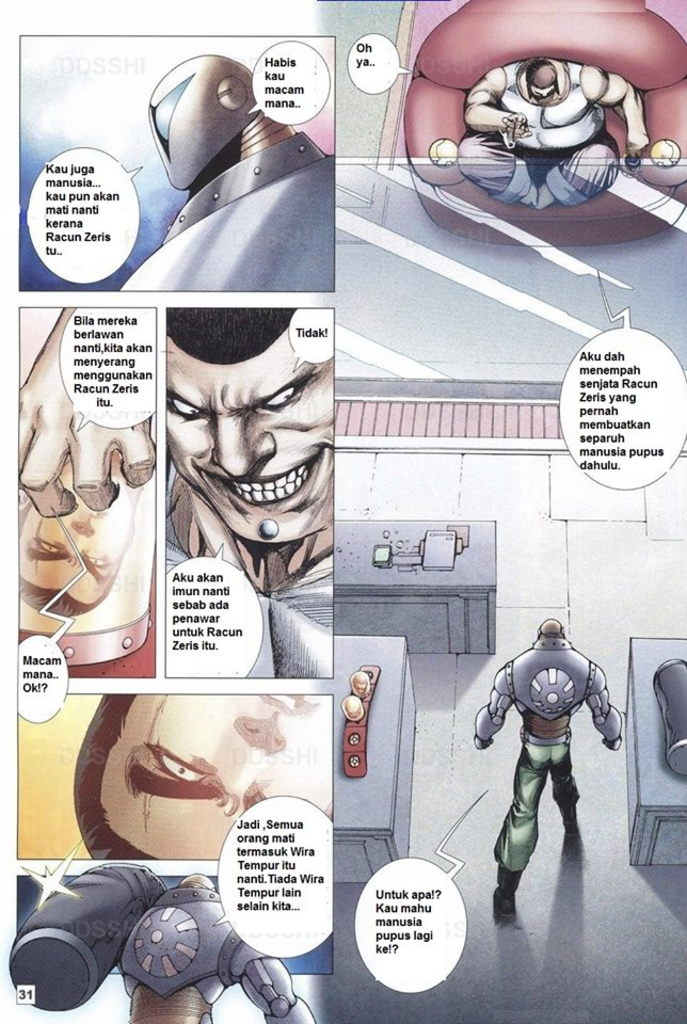 Oh
ya..
Aku dah
menempah
senjata Racun
Zeris yang
pernah
membuatkan
separuh
manusia pupus
dahulu.
Untuk apa!?
Kau mahu
manusia
pupus lagi
ke!?
Habis
kau
macam
mana..
Kau juga
manusia...
kau pun akan
mati nanti
kerana
Racun Zeris
tu..
Tidak!
Aku akan
imun nanti
sebab ada
penawar
untuk Racun
Zeris itu.
Bila mereka
berlawan
nanti,kita akan
menyerang
menggunakan
Racun Zeris
itu.
Macam
mana..
Ok!?
Jadi ,Semua
orang mati
termasuk Wira
Tempur itu
nanti.Tiada Wira
Tempur lain
selain kita...
31
DDSSHI
DDSSHI
DDSSHI
DDSSHI